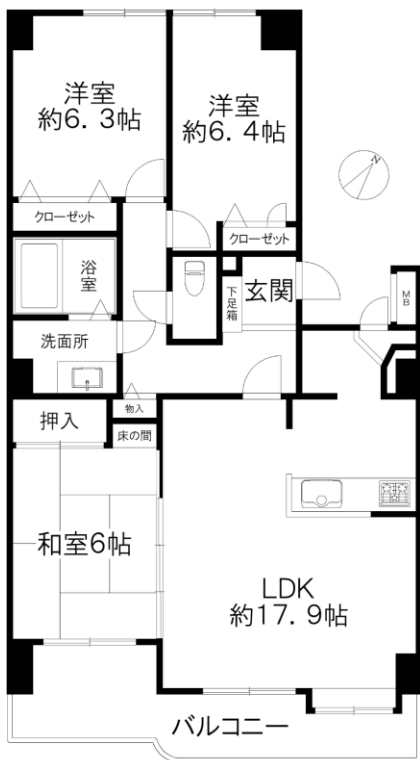 洋室
約6．3帖
洋室
約6．4帖
N
クローゼット
クローゼット
浴室
下足箱
玄関
MB
洗面所
物入
押入
床の間
和室6帖
LDK
約17．9帖
バルコニー